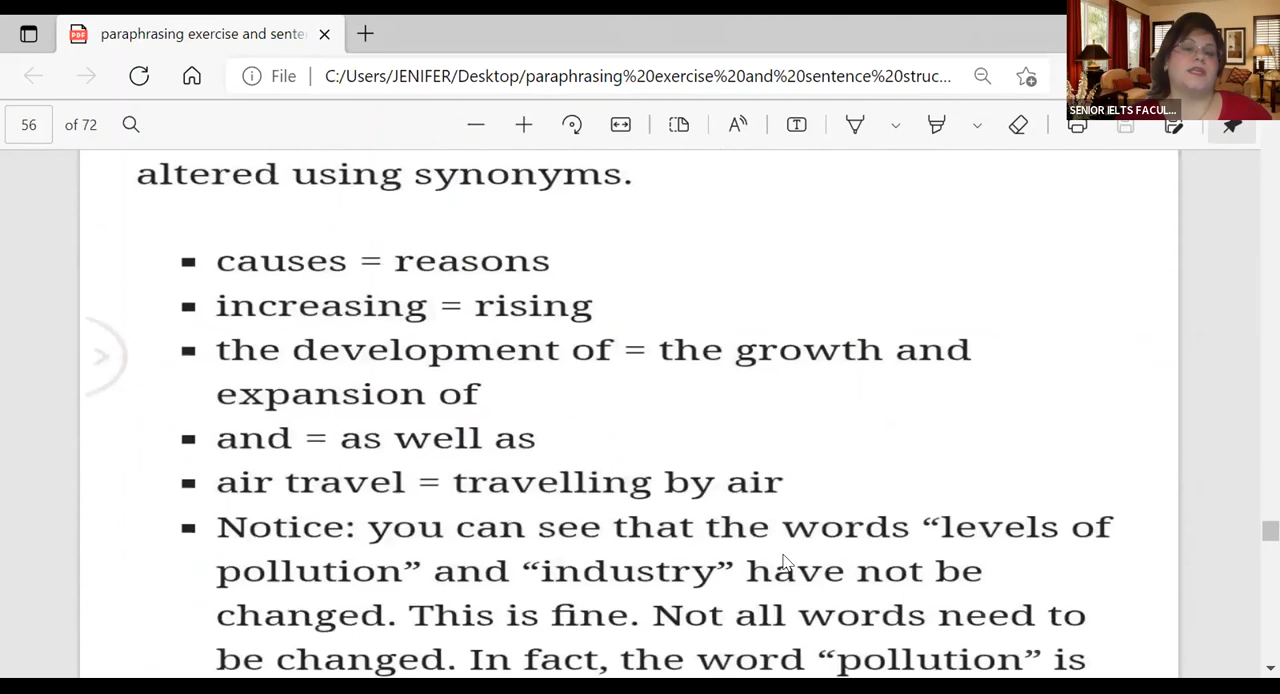 paraphrasing exercise and sente
File
C:/Users/JENIFER/Desktop/paraphrasing%20exercise%20and%20sentence%20struc...
SENIOR IELTS FACUL...
56 of 72
altered using synonyms.
▪ causes = reasons
▪ increasing = rising
▪ the development of = the growth and
expansion of
▪ and = as well as
▪ air travel = travelling by air
▪ Notice: you can see that the words “levels of
pollution” and “industry” have not be
changed. This is fine. Not all words need to
be changed. In fact, the word “pollution” is